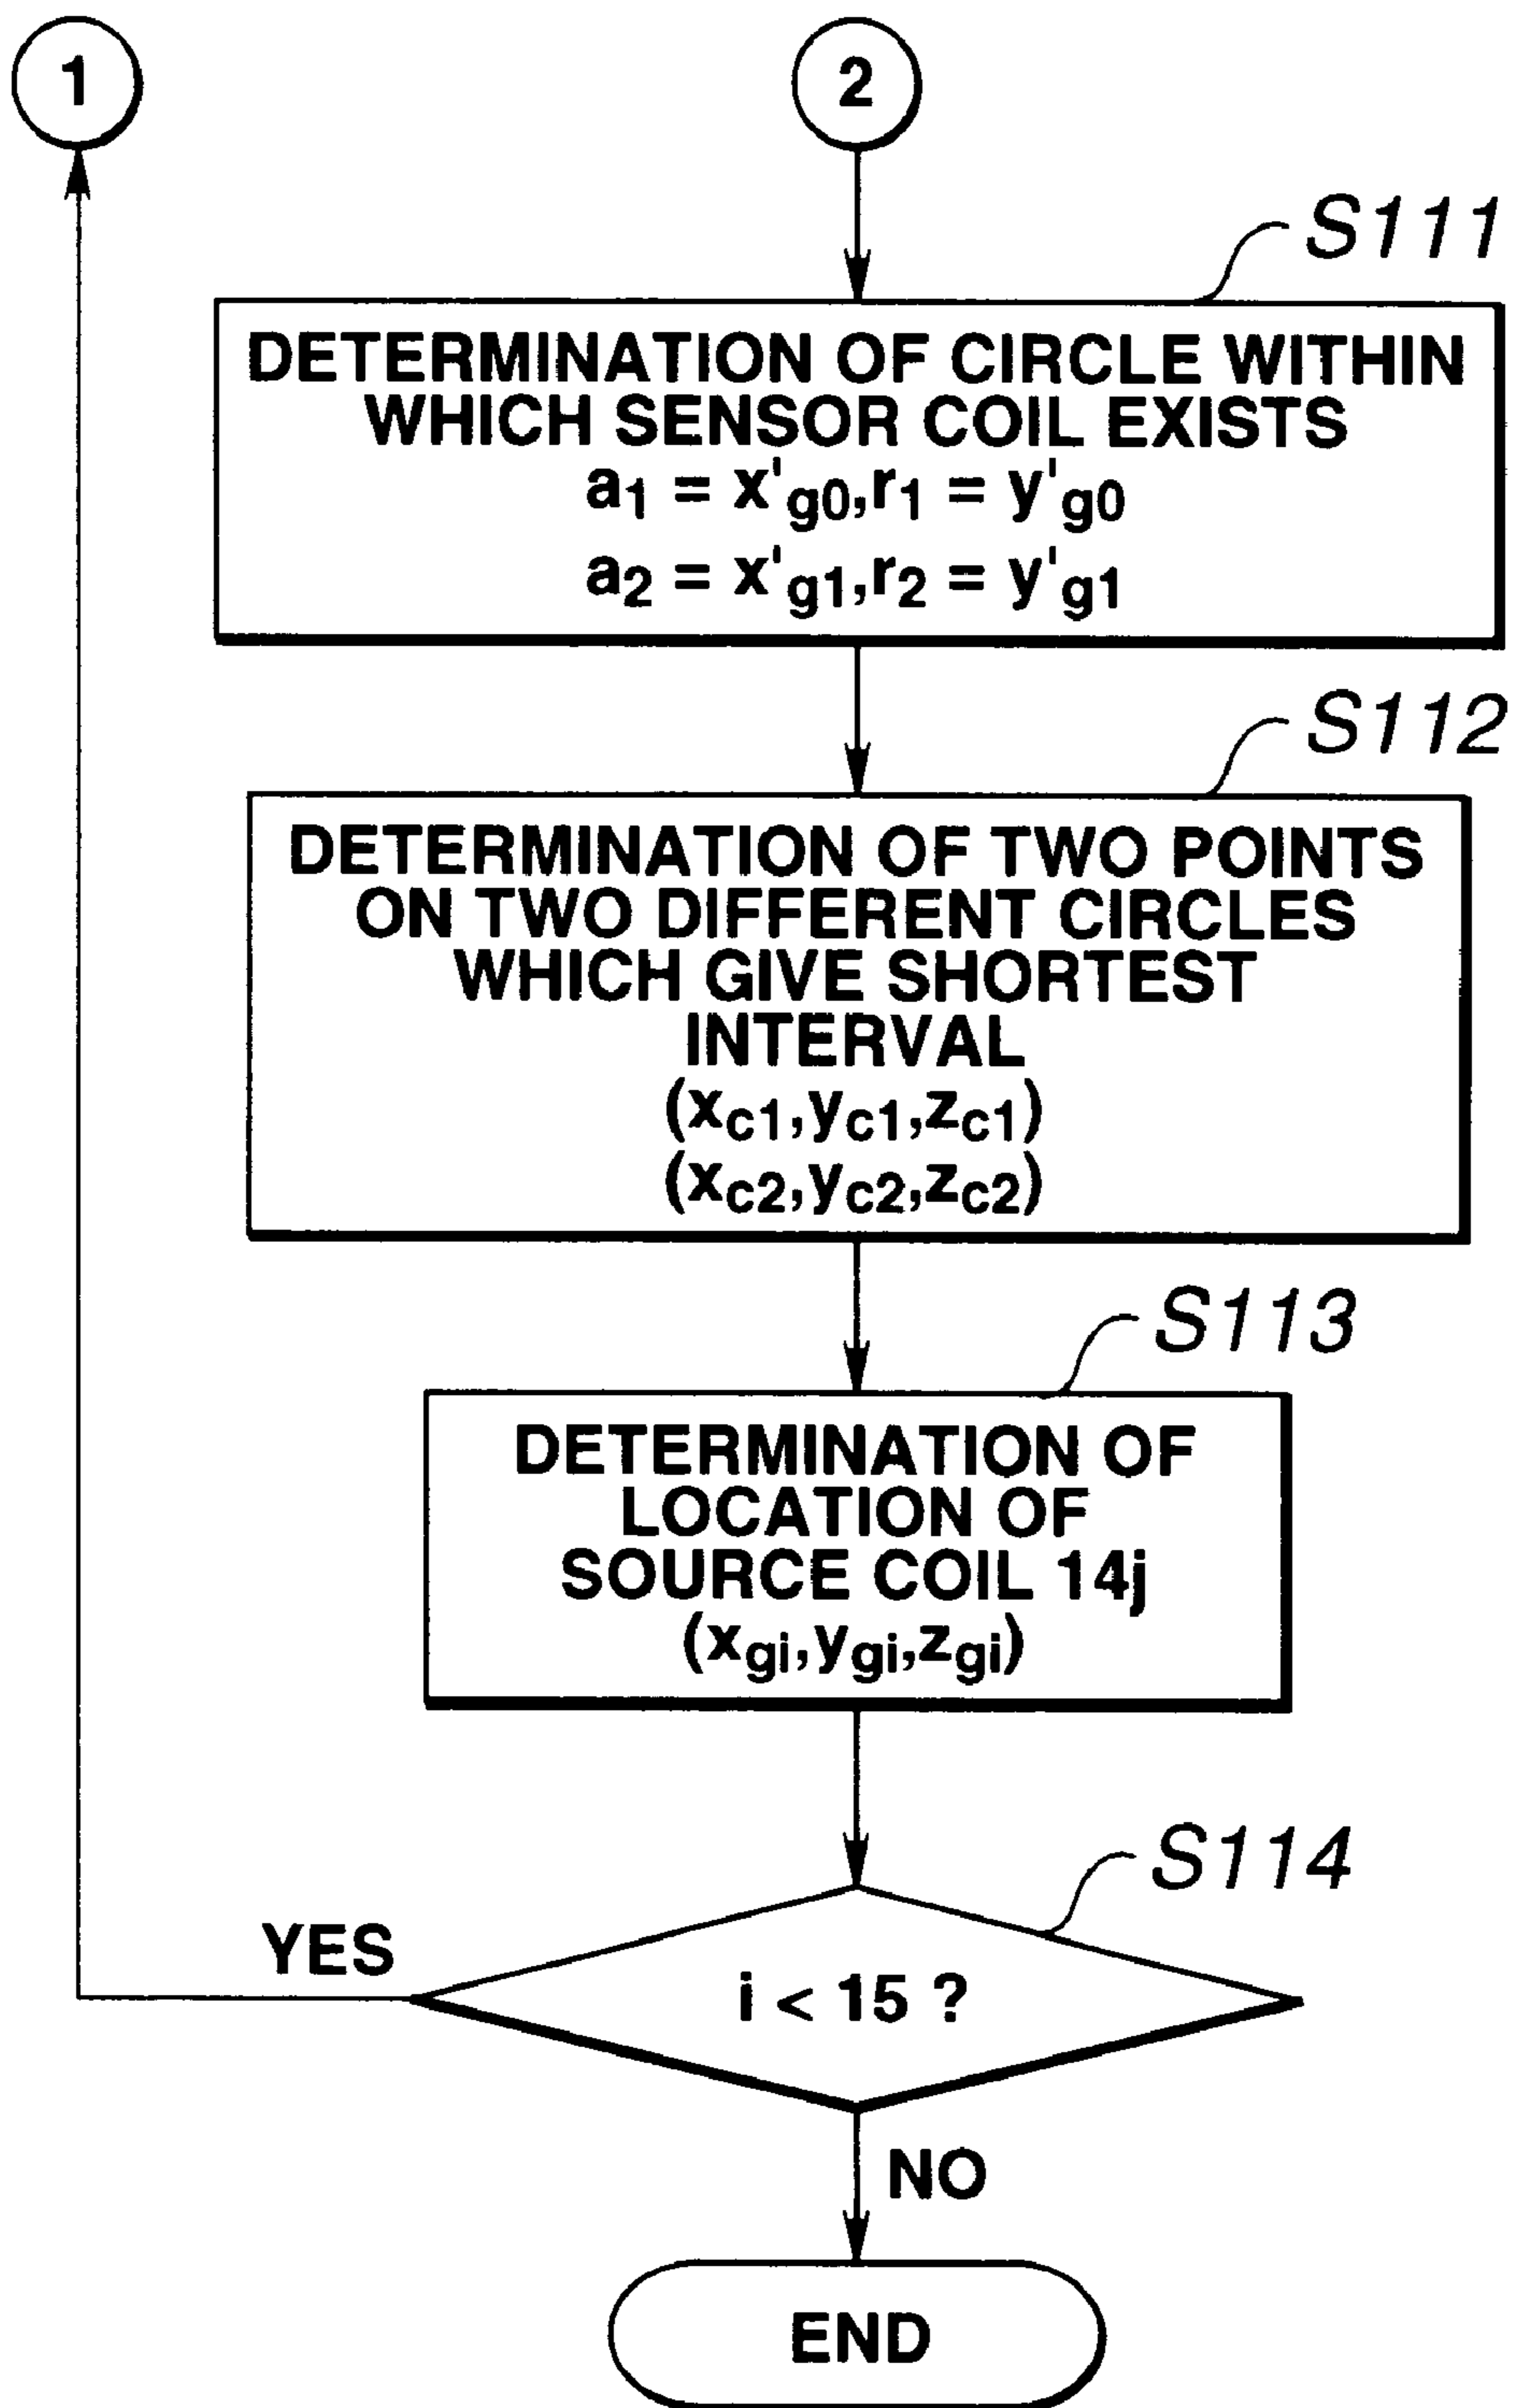 1
2
S111
DETERMINATION OF CIRCLE WITHIN
WHICH SENSOR COIL EXISTS
a1 = x'g0,r1 = y'g0
a2 = x'g1,r2 = y'g1
S112
DETERMINATION OF TWO POINTS
ON TWO DIFFERENT CIRCLES
WHICH GIVE SHORTEST
INTERVAL
(xc1,yc1,zc1)
(xc2,yc2,zc2)
S113
DETERMINATION OF
LOCATION OF
SOURCE COIL 14j
(xgi,ygi,zgi)
S114
YES
i < 15 ?
NO
END